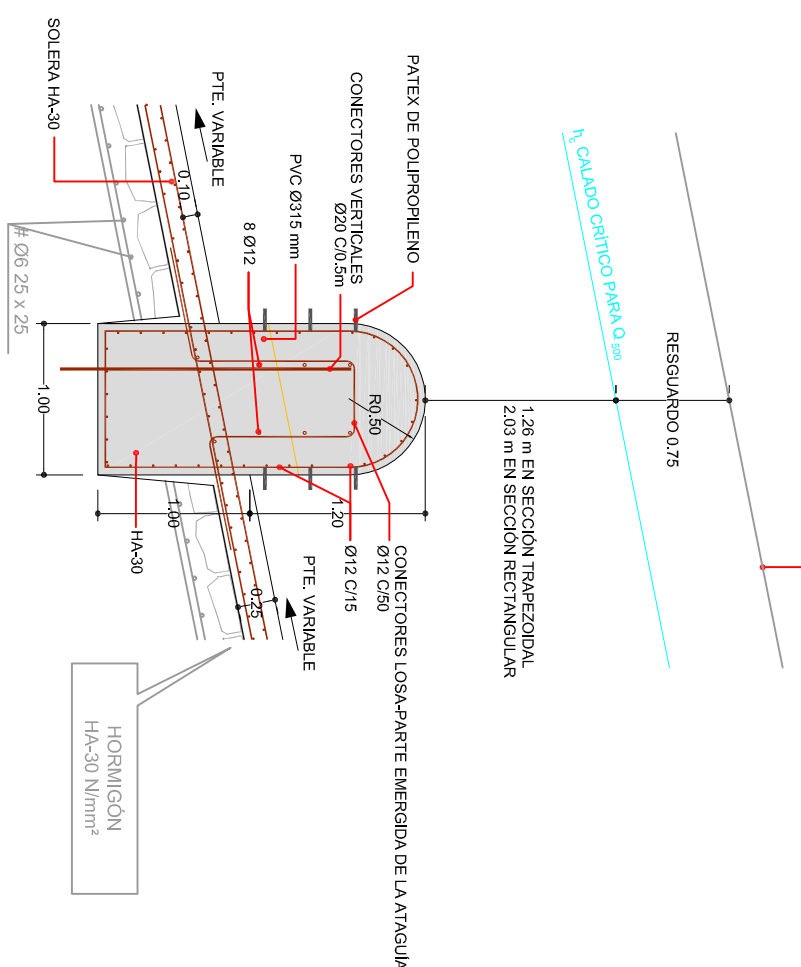 SOLERA HA-30
PTE. VARIABLE
0.10
# Ø6 25 x 25
PATEX DE POLIPROPILENO
CONECTORES VERTICALES
Ø20 C/0.5m
PVC Ø315 mm
8 Ø12
h_c CALADO CRÍTICO PARA Q_500
RESGUARDO 0.75
1.26 m EN SECCIÓN TRAPEZOIDAL
2.03 m EN SECCIÓN RECTANGULAR
R0.50
1.00
1.00
1.20
HA-30
Ø12 C/15
CONECTORES LOSA-PARTE EMERGIDA DE LA ATAGUÍA
Ø12 C/50
PTE. VARIABLE
0.25
HORMIGÓN
HA-30 N/mm²